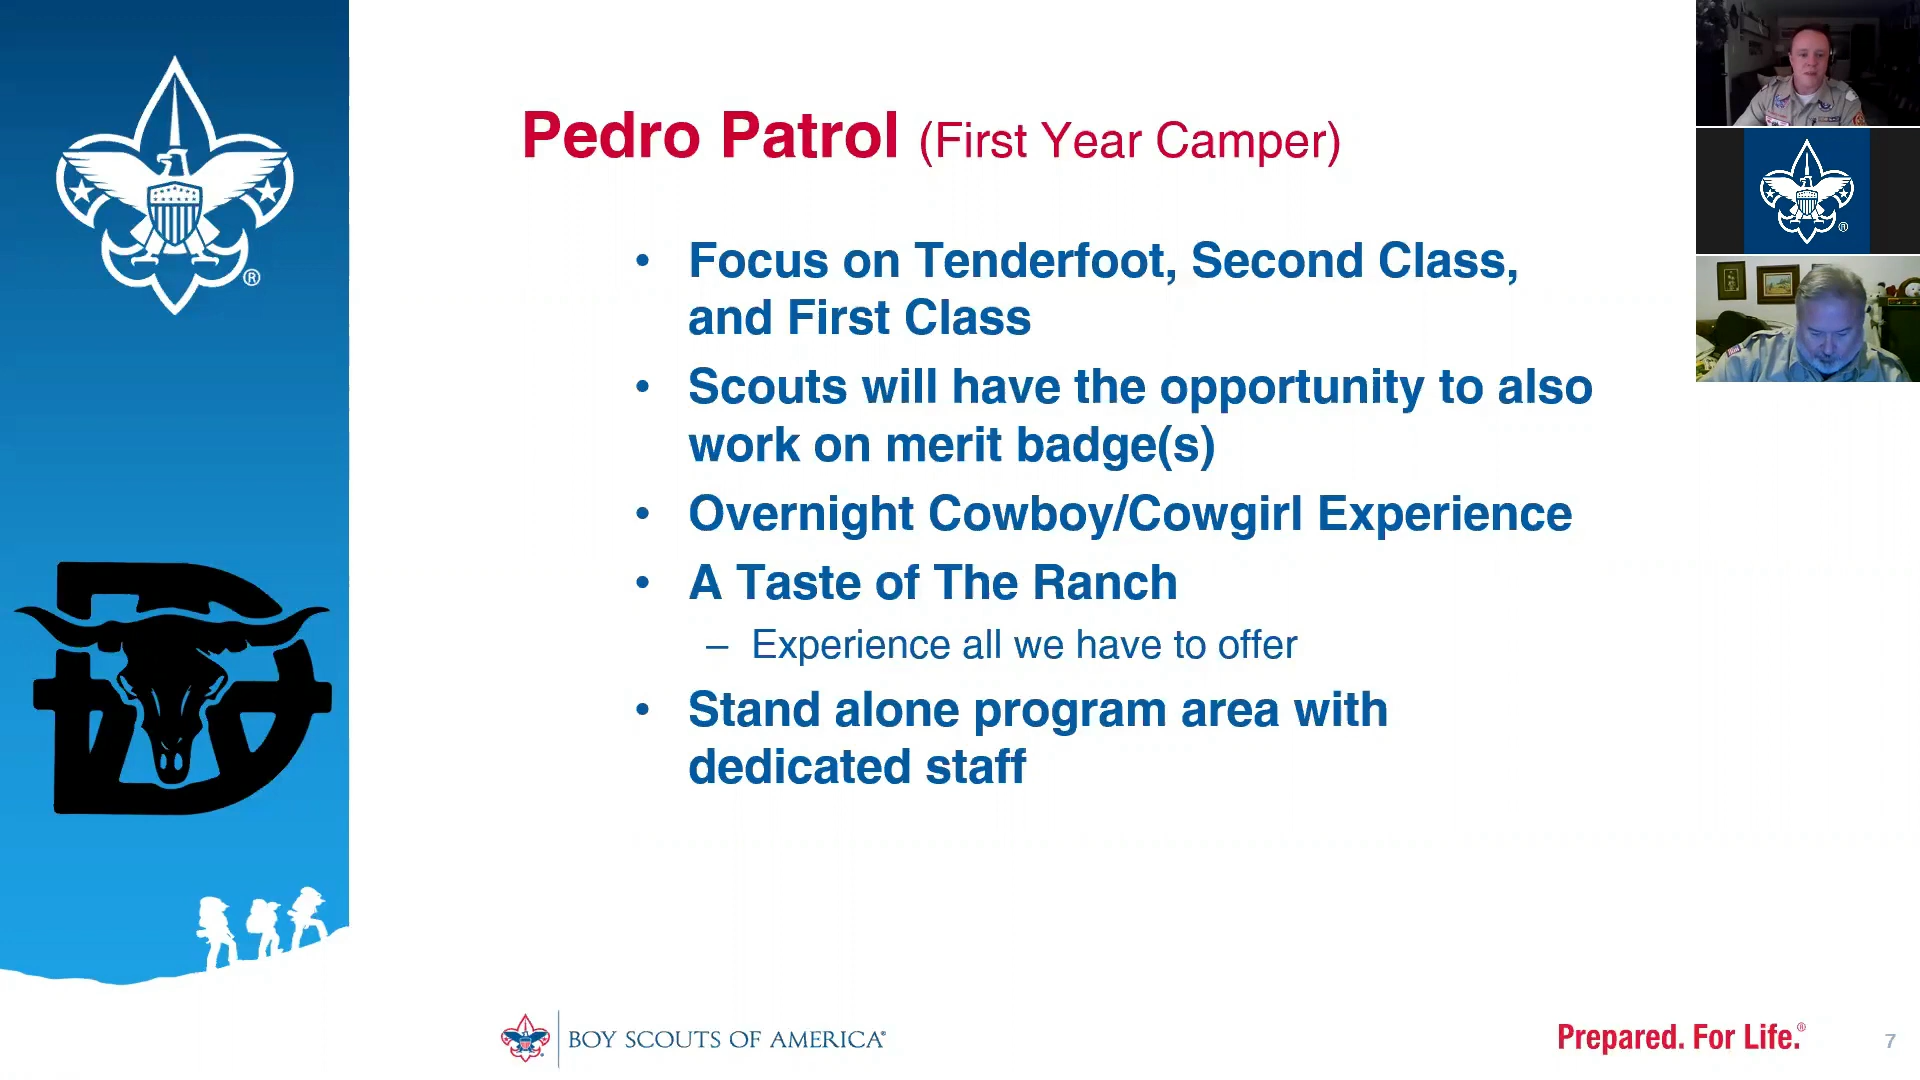 Pedro Patrol (First Year Camper)
• Focus on Tenderfoot, Second Class,
and First Class
• Scouts will have the opportunity to also
work on merit badge(s)
• Overnight Cowboy/Cowgirl Experience
• A Taste of The Ranch
– Experience all we have to offer
• Stand alone program area with
dedicated staff
BOY SCOUTS OF AMERICA®
Prepared. For Life.®
7